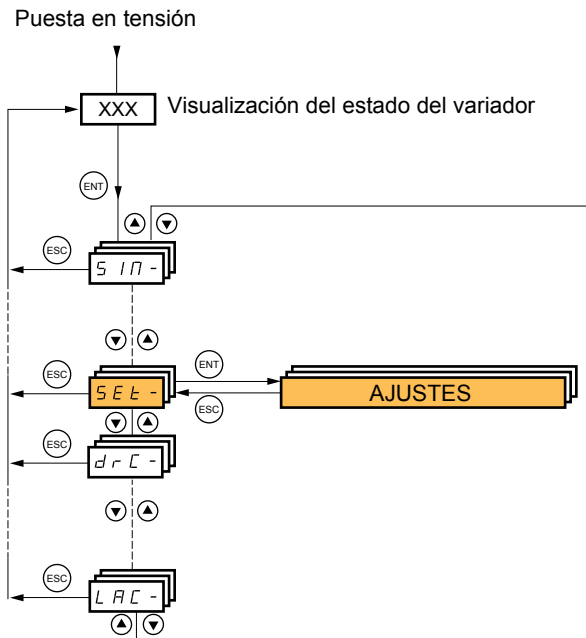 Puesta en tensión
XXX
Visualización del estado del variador
ENT
ESC
SIM-
ESC
SEt-
ENT
ESC
AJUSTES
ESC
drC-
ESC
LAC-